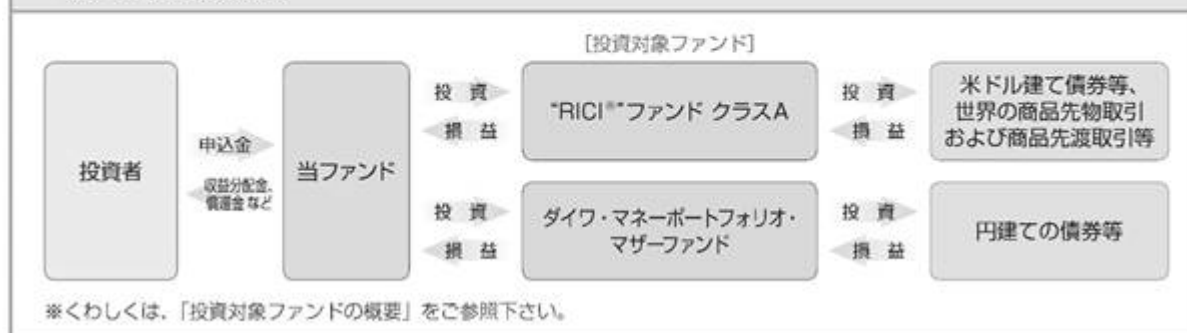 [投資対象ファンド]
投資者
申込金
収益分配金、
償還金など
当ファンド
投 資
損 益
"RICI®"ファンド クラスA
投 資
損 益
米ドル建て債券等、
世界の商品先物取引
および商品先渡取引等
投 資
損 益
ダイワ・マネーポートフォリオ・
マザーファンド
投 資
損 益
円建ての債券等
※くわしくは、「投資対象ファンドの概要」をご参照下さい。